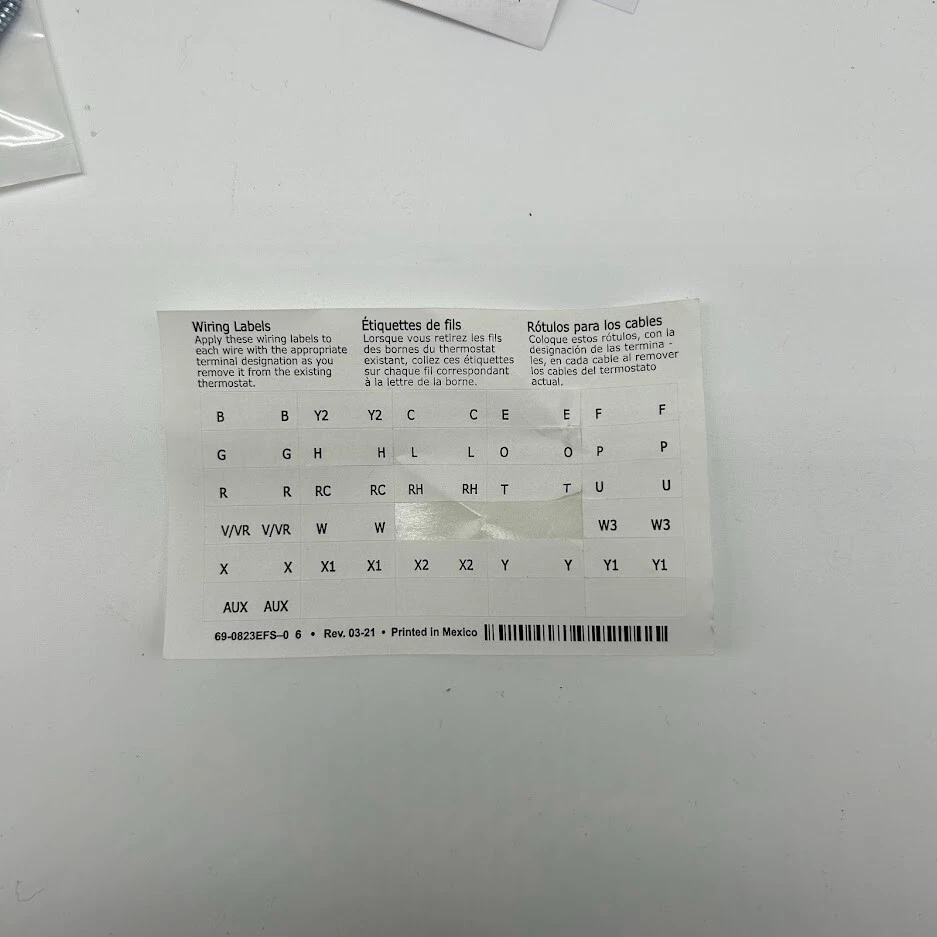 Wiring Labels
Apply these wiring labels to
each wire with the appropriate
terminal designation as you
remove it from the existing
thermostat.
Étiquettes de fils
Lorsque vous retirez les fils
des bornes du thermostat
existant, collez ces étiquettes
sur chaque fil correspondant
à la lettre de la borne.
Rótulos para los cables
Coloque estos rótulos, con la
designación de las termina -
les, en cada cable al remover
los cables del termostato
actual.
B B Y2 Y2 C C E E F F
G G H H L L O O P P
R R RC RC RH RH T T U U
V/VR V/VR W W W3 W3
X X X1 X1 X2 X2 Y Y Y1 Y1
AUX AUX
69-0823EFS–0 6 • Rev. 03-21 • Printed in Mexico